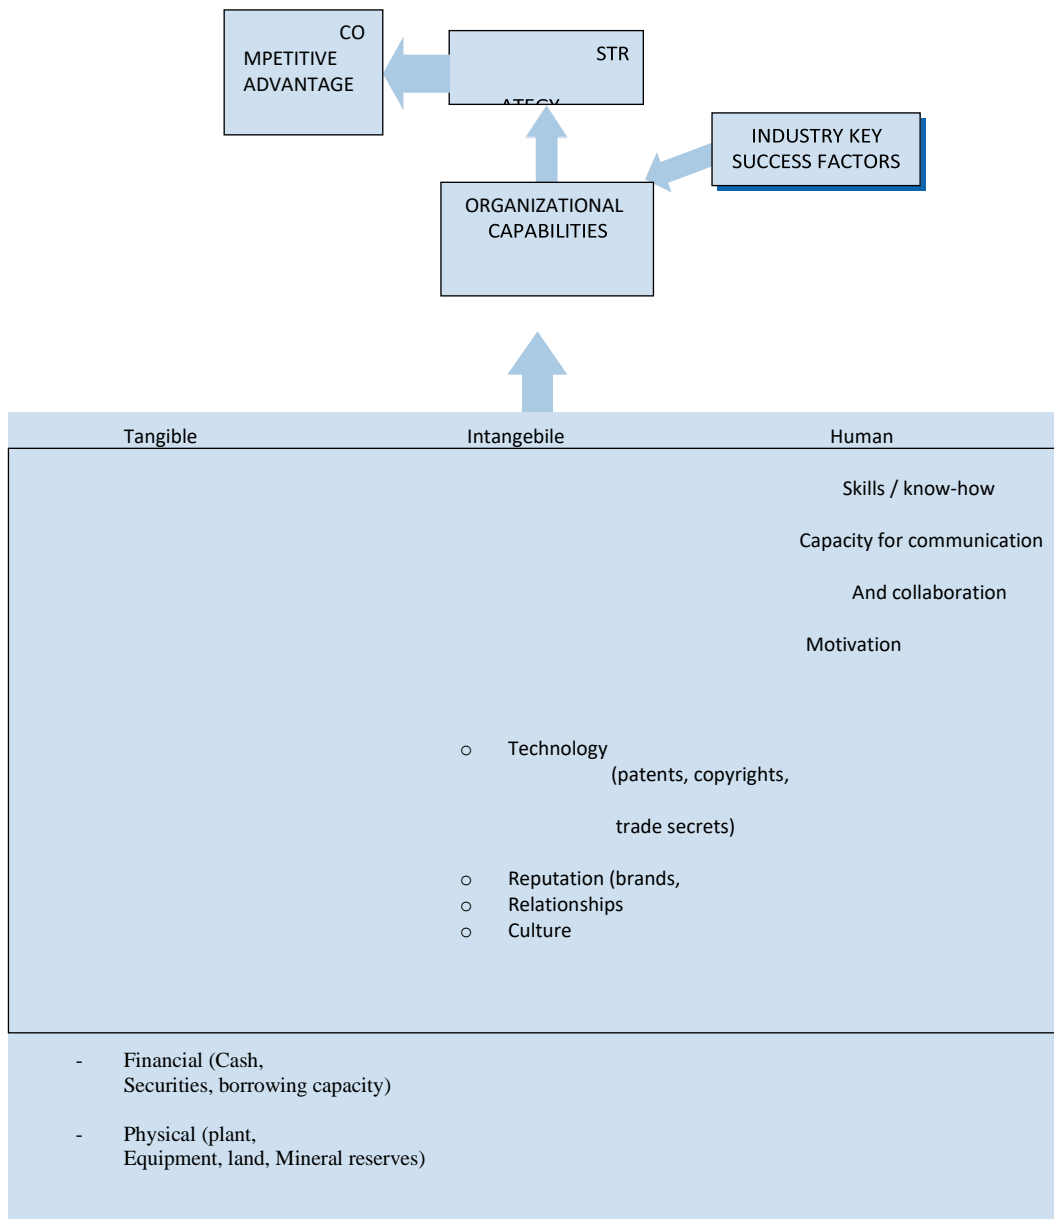 CO
MPETITIVE
ADVANTAGE
STR
ATEGY
INDUSTRY KEY
SUCCESS FACTORS
ORGANIZATIONAL
CAPABILITIES
Tangible Intangebile Human
Skills / know-how
Capacity for communication
And collaboration
Motivation
o Technology
(patents, copyrights,
trade secrets)
o Reputation (brands,
o Relationships
o Culture
- Financial (Cash,
Securities, borrowing capacity)
- Physical (plant,
Equipment, land, Mineral reserves)